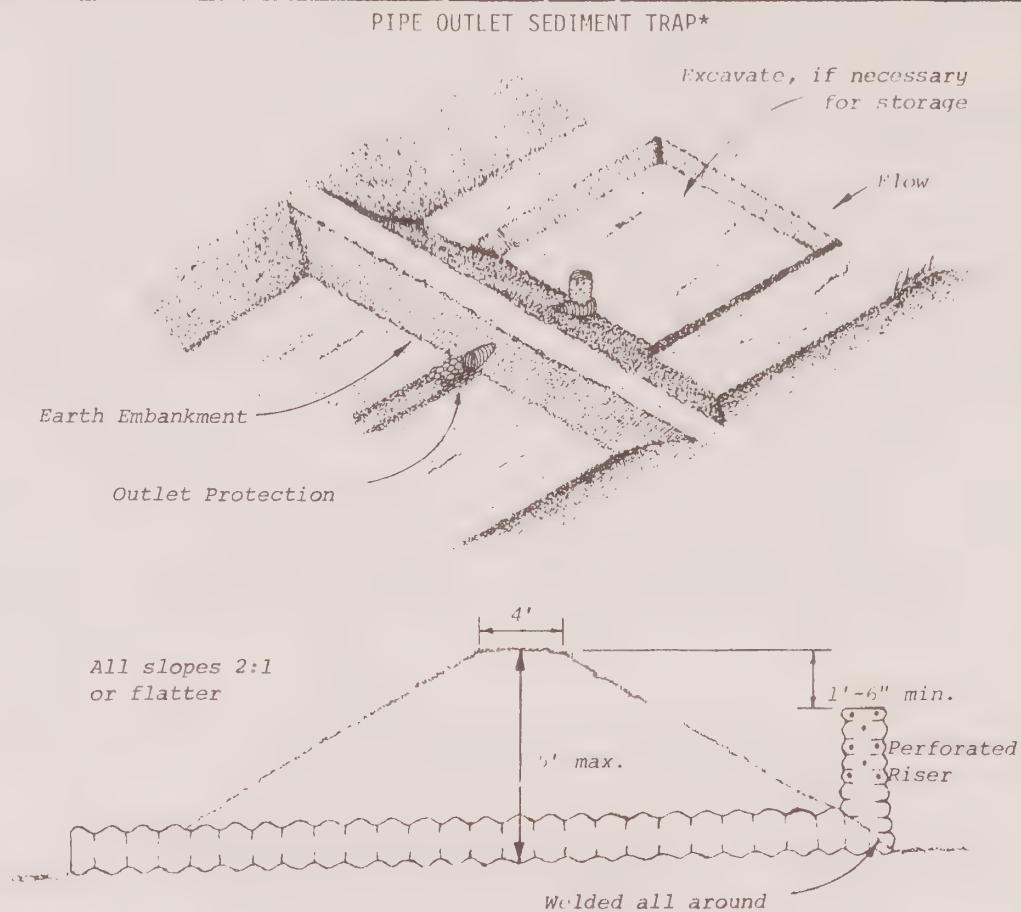 PIPE OUTLET SEDIMENT TRAP*
Excavate, if necessary
for storage
Flow
Earth Embankment
Outlet Protection
4'
All slopes 2:1
or flatter
1'-6" min.
max.
Perforated
Riser
Welded all around